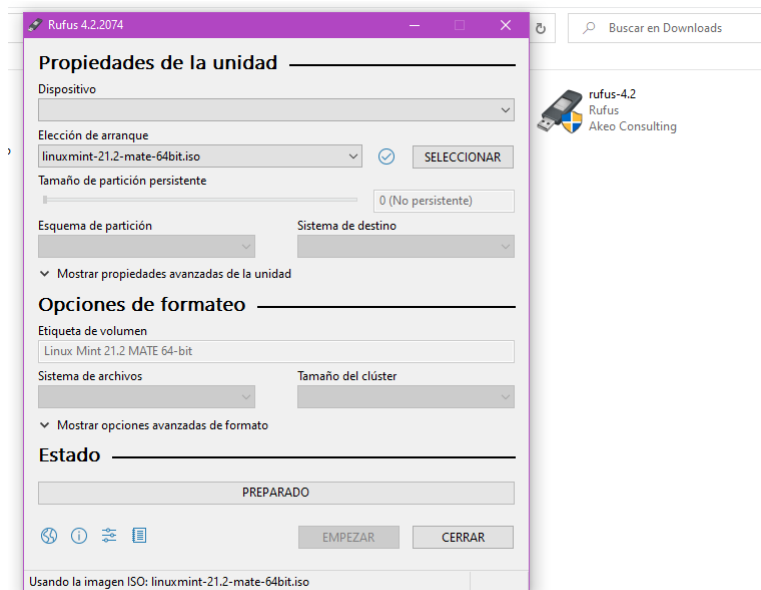 Rufus 4.2.2074
Buscar en Downloads
Propiedades de la unidad
Dispositivo
Elección de arranque
linuxmint-21.2-mate-64bit.iso
SELECCIONAR
Tamaño de partición persistente
0 (No persistente)
Esquema de partición
Sistema de destino
Mostrar propiedades avanzadas de la unidad
Opciones de formateo
Etiqueta de volumen
Linux Mint 21.2 MATE 64-bit
Sistema de archivos
Tamaño del clúster
Mostrar opciones avanzadas de formato
Estado
PREPARADO
EMPEZAR
CERRAR
Usando la imagen ISO: linuxmint-21.2-mate-64bit.iso
rufus-4.2
Rufus
Akeo Consulting